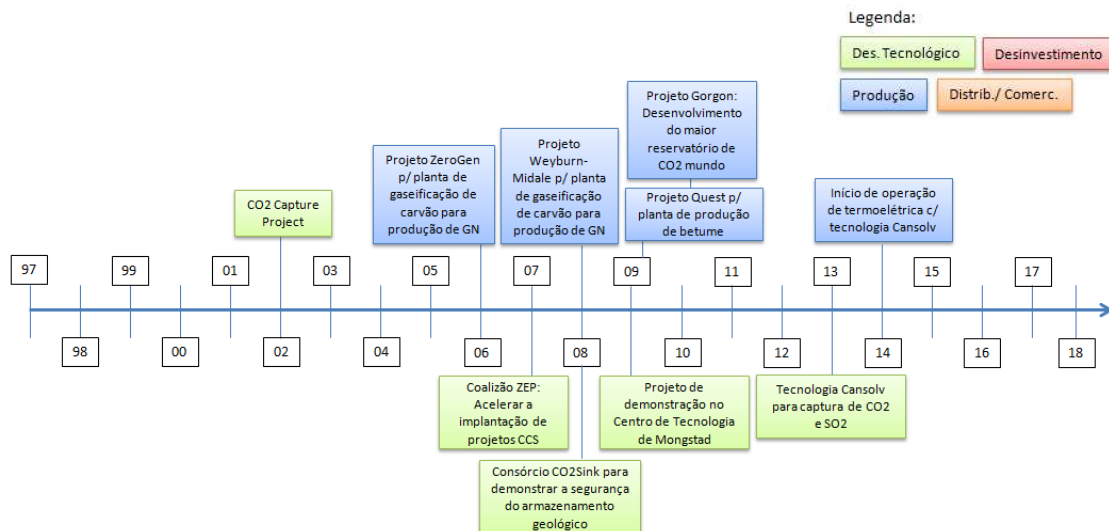 Legenda:
Des. Tecnológico
Desinvestimento
Produção
Distrib./ Comerc.
Projeto Gorgon:
Desenvolvimento
do maior
reservatório de
CO2 mundo
Projeto ZeroGen
p/ planta de
gaseificação de
carvão para
produção de GN
Projeto
Weyburn-
Midale p/ planta
de gaseificação
de carvão para
produção de GN
CO2 Capture
Project
Projeto Quest p/
planta de produção
de betume
Início de operação
de termoelétrica c/
tecnologia Cansolv
97
99
01
03
05
07
09
11
13
15
17
98
00
02
04
06
08
10
12
14
16
18
Coalizão ZEP:
Acelerar a
implantação de
projetos CCS
Projeto de
demonstração no
Centro de Tecnologia
de Mongstad
Tecnologia Cansolv
para captura de CO2
e SO2
Consórcio CO2Sink para
demonstrar a segurança
do armazenamento
geológico